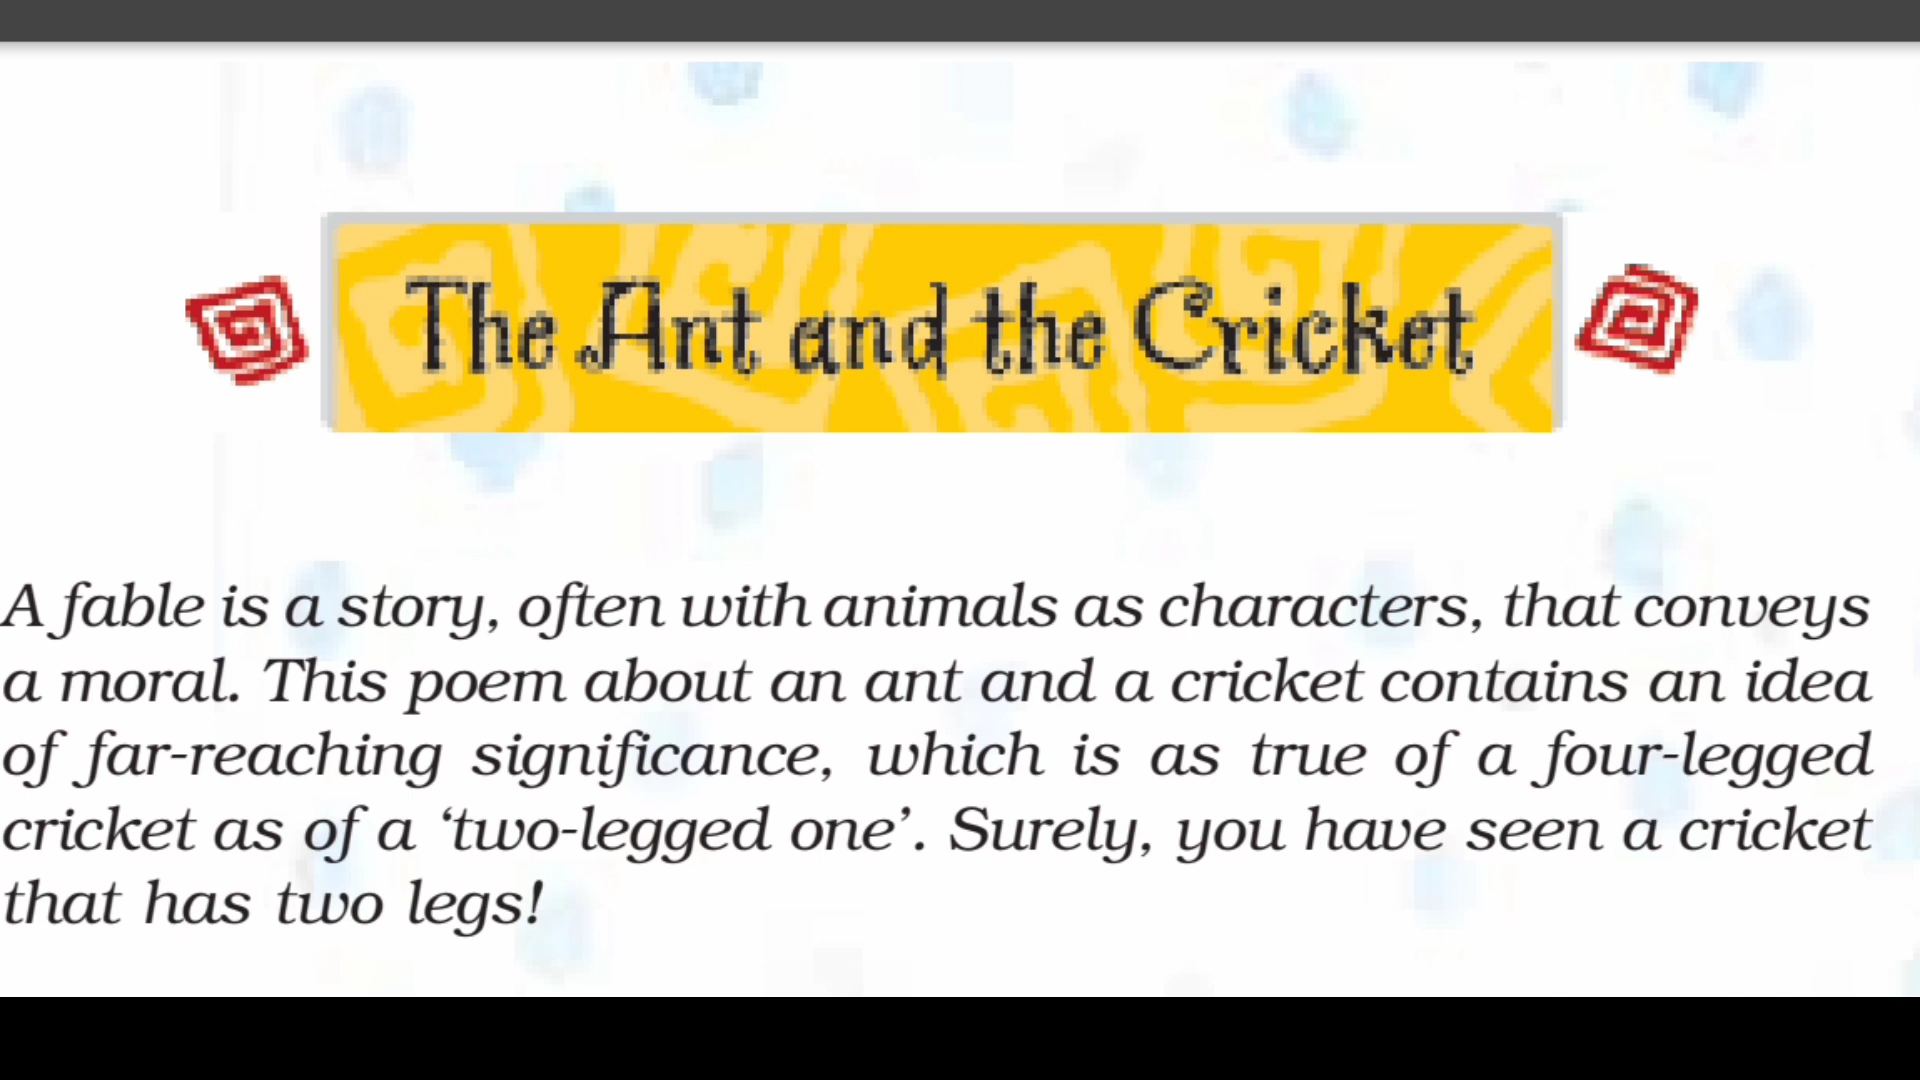 The Ant and the Cricket
A fable is a story, often with animals as characters, that conveys
a moral. This poem about an ant and a cricket contains an idea
of far-reaching significance, which is as true of a four-legged
cricket as of a ‘two-legged one’. Surely, you have seen a cricket
that has two legs!